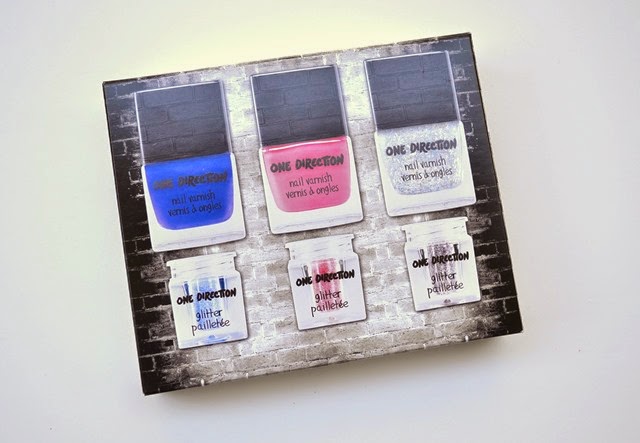 ONE DIRECTION
nail varnish
vernis à ongles
ONE DIRECTION
nail varnish
vernis à ongles
ONE DIRECTION
nail varnish
vernis à ongles
ONE DIRECTION
glitter
pailletée
ONE DIRECTION
glitter
pailletée
ONE DIRECTION
glitter
pailletée